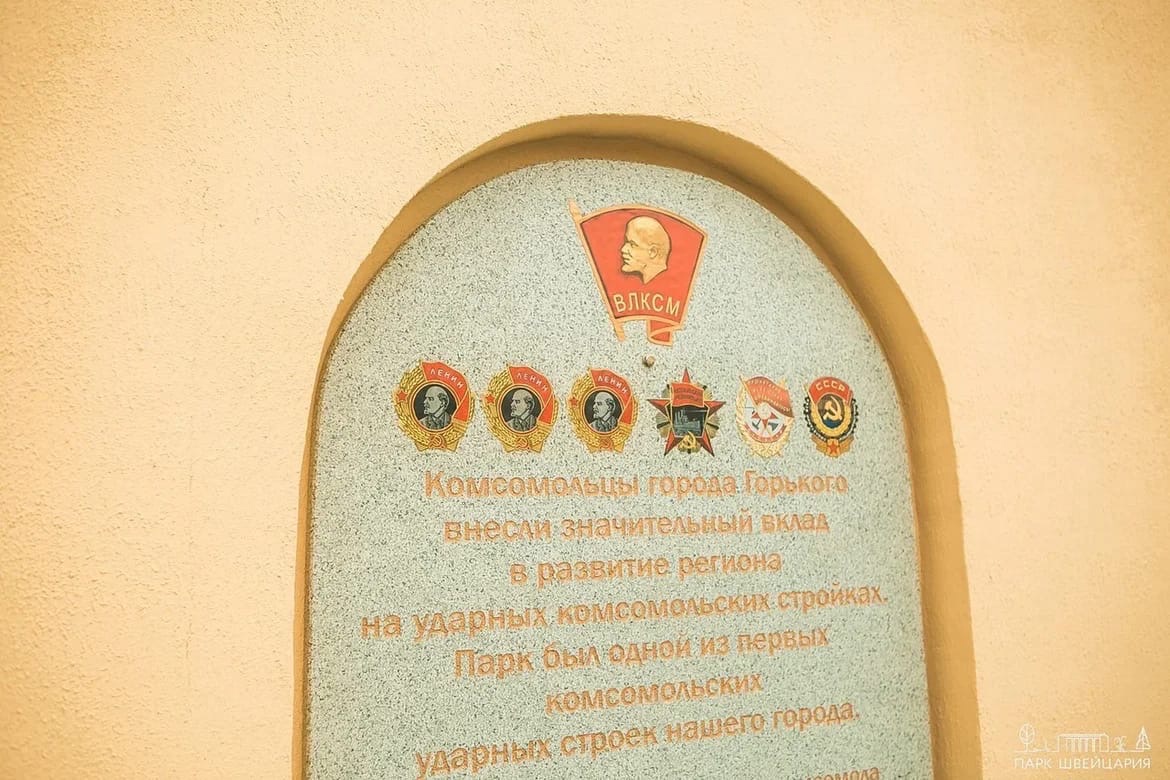 ВЛКСМ
ЛЕНИН
ЛЕНИН
ЛЕНИН
СССР
Комсомольцы города Горького
внесли значительный вклад
в развитие региона
на ударных комсомольских стройках.
Парк был одной из первых
комсомольских
ударных строек нашего города.
ПАРК ШВЕЙЦАРИЯ